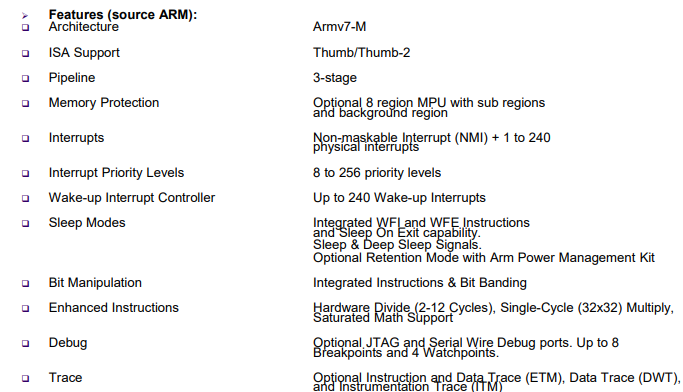 Features (source ARM):
Architecture Armv7-M
ISA Support Thumb/Thumb-2
Pipeline 3-stage
Memory Protection Optional 8 region MPU with sub regions
and background region
Interrupts Non-maskable Interrupt (NMI) + 1 to 240
physical interrupts
Interrupt Priority Levels 8 to 256 priority levels
Wake-up Interrupt Controller Up to 240 Wake-up Interrupts
Sleep Modes Integrated WFI and WFE Instructions
and Sleep On Exit capability.
Sleep & Deep Sleep Signals.
Optional Retention Mode with Arm Power Management Kit
Bit Manipulation Integrated Instructions & Bit Banding
Enhanced Instructions Hardware Divide (2-12 Cycles), Single-Cycle (32x32) Multiply,
Saturated Math Support
Debug Optional JTAG and Serial Wire Debug ports. Up to 8
Breakpoints and 4 Watchpoints.
Trace Optional Instruction and Data Trace (ETM), Data Trace (DWT),
and Instrumentation Trace (ITM)